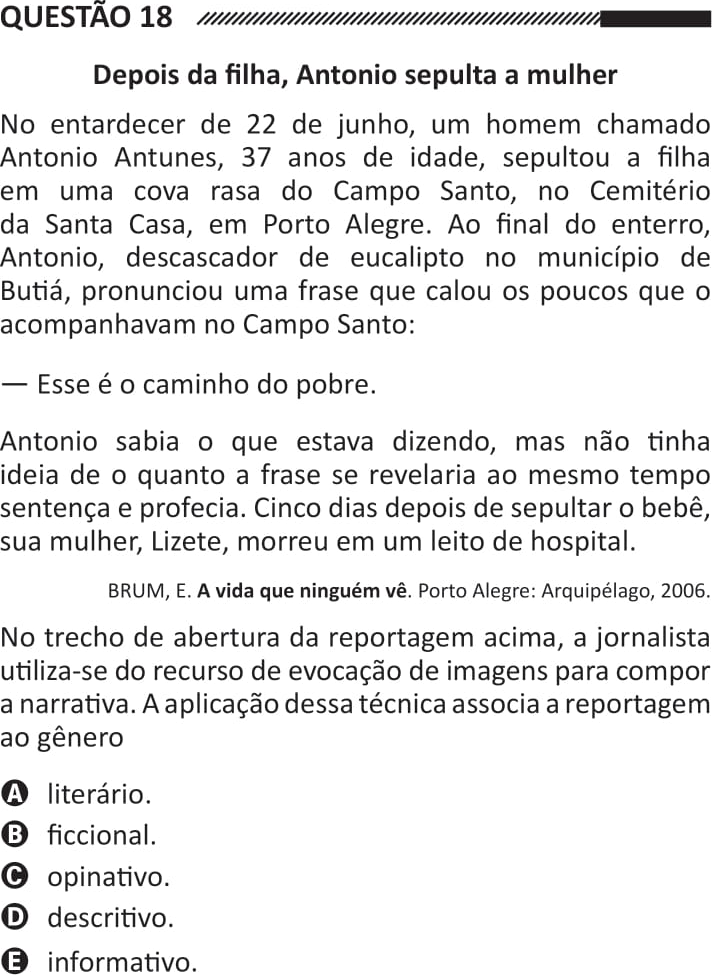 QUESTÃO 18
Depois da filha, Antonio sepulta a mulher
No entardecer de 22 de junho, um homem chamado
Antonio Antunes, 37 anos de idade, sepultou a filha
em uma cova rasa do Campo Santo, no Cemitério
da Santa Casa, em Porto Alegre. Ao final do enterro,
Antonio, descascador de eucalipto no município de
Butiá, pronunciou uma frase que calou os poucos que o
acompanhavam no Campo Santo:
— Esse é o caminho do pobre.
Antonio sabia o que estava dizendo, mas não tinha
ideia de o quanto a frase se revelaria ao mesmo tempo
sentença e profecia. Cinco dias depois de sepultar o bebê,
sua mulher, Lizete, morreu em um leito de hospital.
BRUM, E. A vida que ninguém vê. Porto Alegre: Arquipélago, 2006.
No trecho de abertura da reportagem acima, a jornalista
utiliza-se do recurso de evocação de imagens para compor
a narrativa. A aplicação dessa técnica associa a reportagem
ao gênero
A literário.
B ficcional.
C opinativo.
D descritivo.
E informativo.